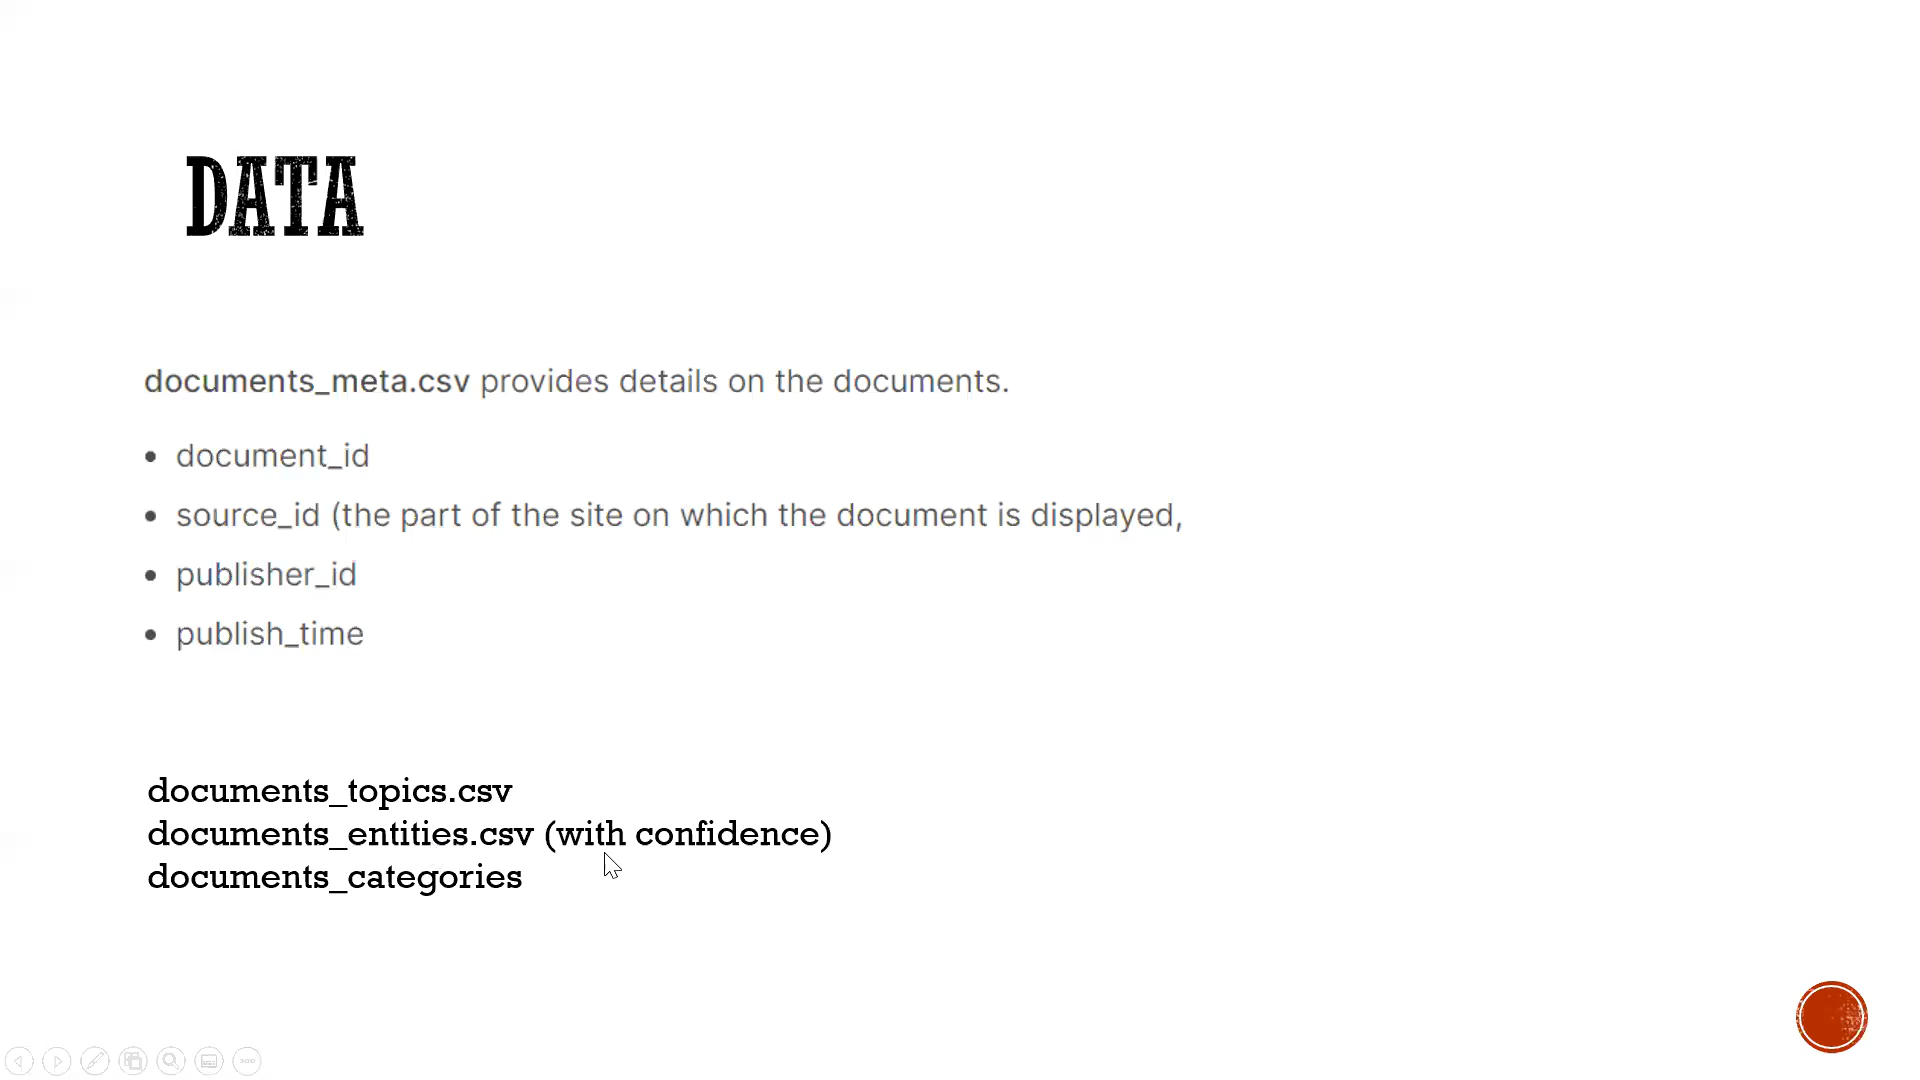 DATA
documents_meta.csv provides details on the documents.
• document_id
• source_id (the part of the site on which the document is displayed,
• publisher_id
• publish_time
documents_topics.csv
documents_entities.csv (with confidence)
documents_categories